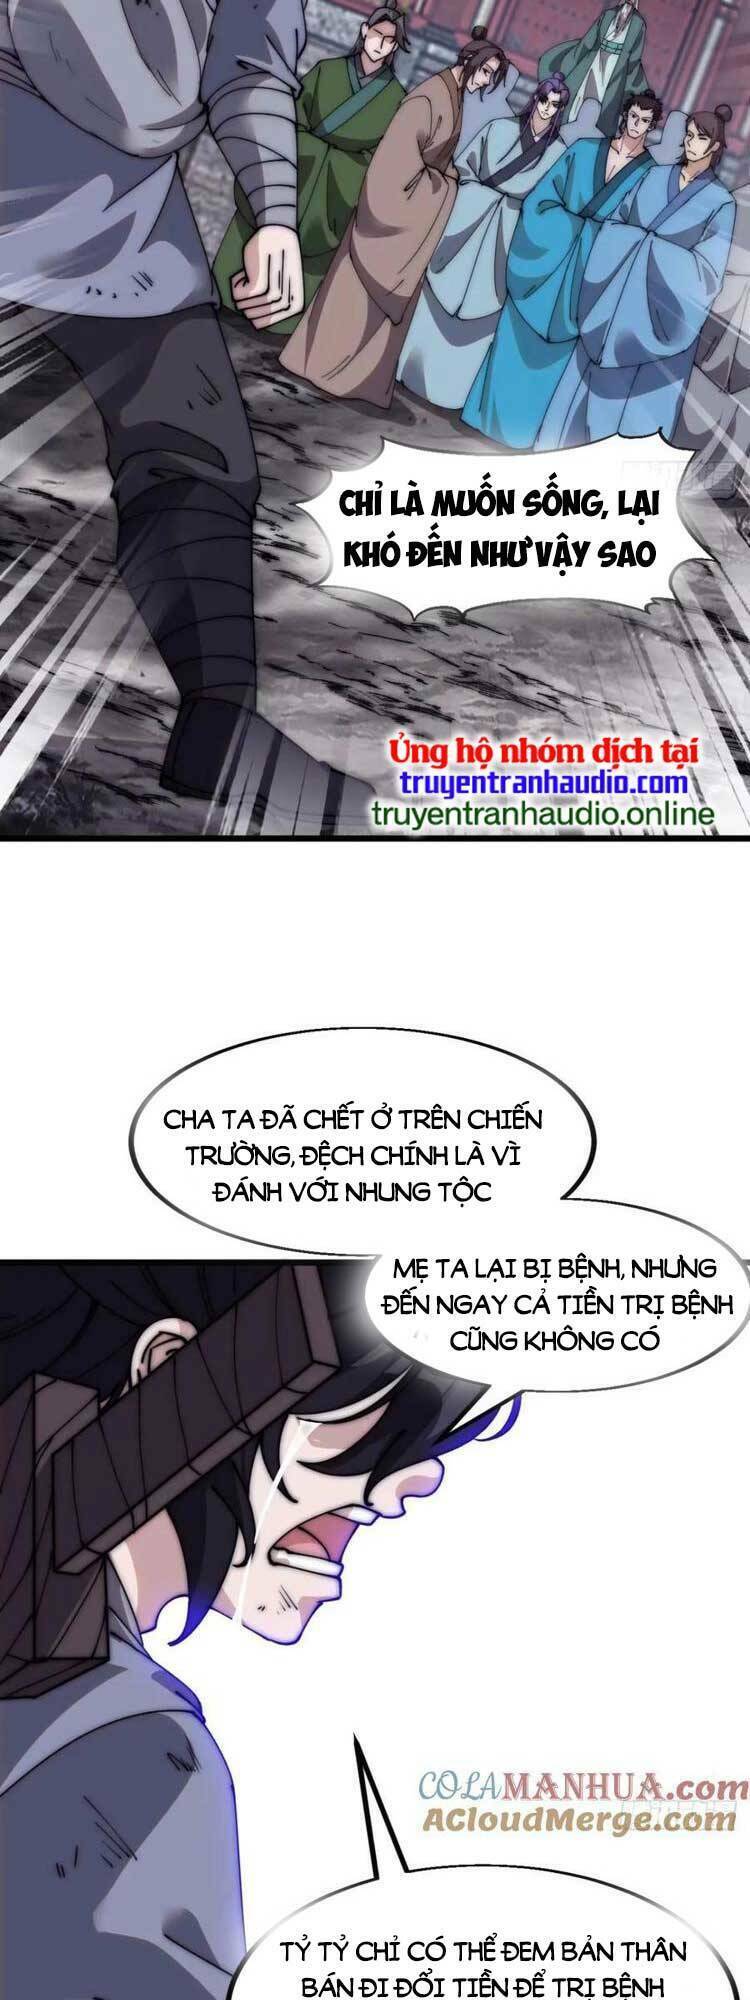 CHỈ LÀ MUỐN SỐNG, LẠI
KHÓ ĐẾN NHƯ VẬY SAO
Ủng hộ nhóm dịch tại
truyentranhaudio.com
truyentranhaudio.online
CHA TA ĐÃ CHẾT Ở TRÊN CHIẾN
TRƯỜNG, ĐỆCH CHÍNH LÀ VÌ
ĐÁNH VỚI NHUNG TỘC
MẸ TA LẠI BỊ BỆNH, NHƯNG
ĐẾN NGAY CẢ TIỀN TRỊ BỆNH
CŨNG KHÔNG CÓ
COLAMANHUA.com
ACloudMerge.com
TỶ TỶ CHỈ CÓ THỂ ĐEM BẢN THÂN
BÁN ĐI ĐỔI TIỀN ĐỂ TRỊ BỆNH